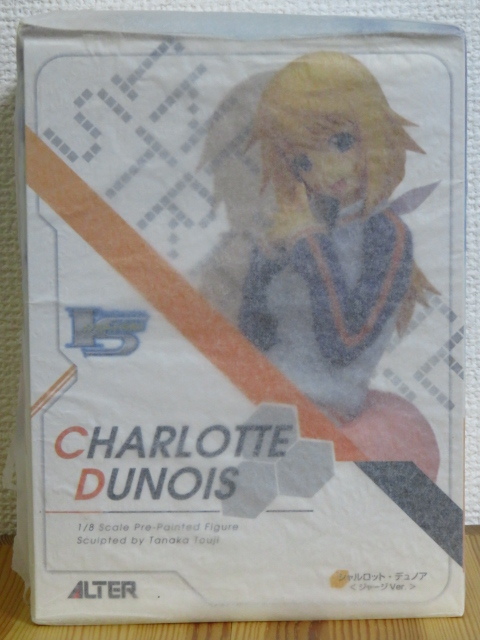 IS
CHARLOTTE
DUNOIS
1/8 Scale Pre-Painted Figure
Sculpted by Tanaka Touji
ALTER
シャルロット・デュノア
<ジャージVer.>